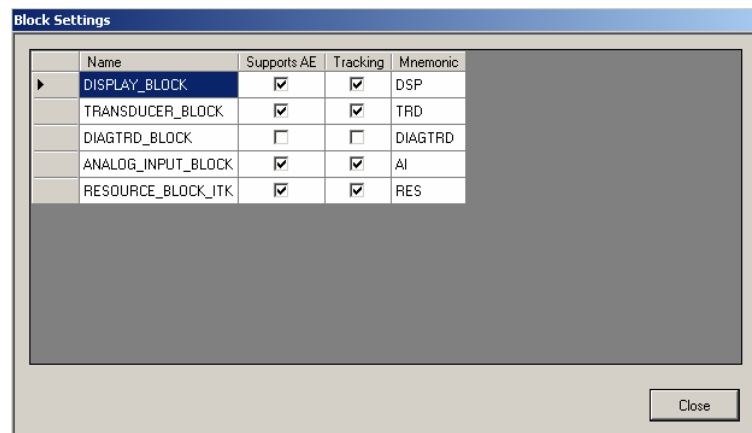 Block Settings
Name Supports AE Tracking Mnemonic
DISPLAY_BLOCK DSP
TRANSDUCER_BLOCK TRD
DIAGTRD_BLOCK DIAGTRD
ANALOG_INPUT_BLOCK AI
RESOURCE_BLOCK_ITK RES
Close